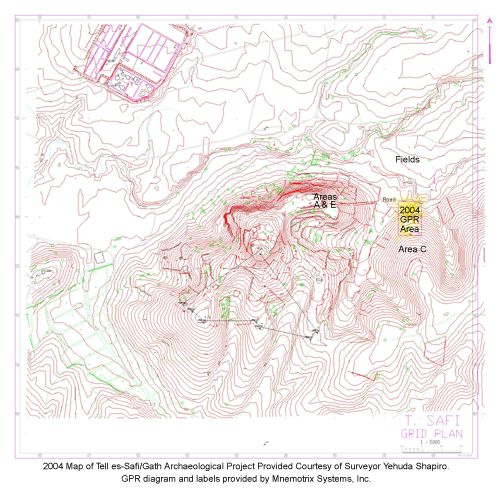 Fields
Areas
A & E
Road
2004
GPR
Area
Area C
T. SAFI
GRID PLAN
1 - 5000
2004 Map of Tell es-Safi/Gath Archaeological Project Provided Courtesy of Surveyor Yehuda Shapiro.
GPR diagram and labels provided by Mnemotrix Systems, Inc.